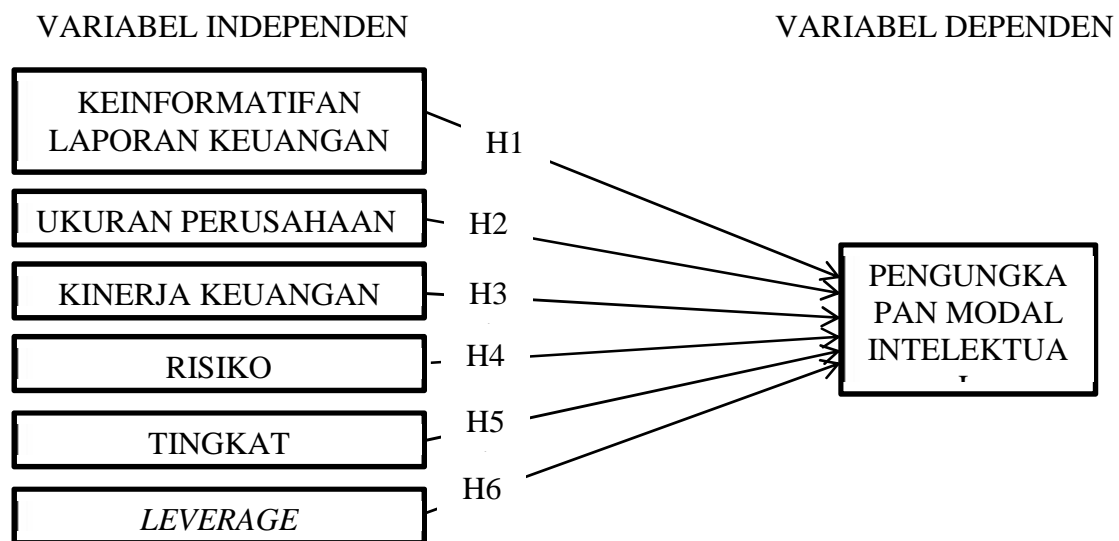 VARIABEL INDEPENDEN
VARIABEL DEPENDEN
KEINFORMATIFAN
LAPORAN KEUANGAN
H1
UKURAN PERUSAHAAN
H2
KINERJA KEUANGAN
H3
RISIKO
H4
TINGKAT
H5
LEVERAGE
H6
PENGUNGKA
PAN MODAL
INTELEKTUA